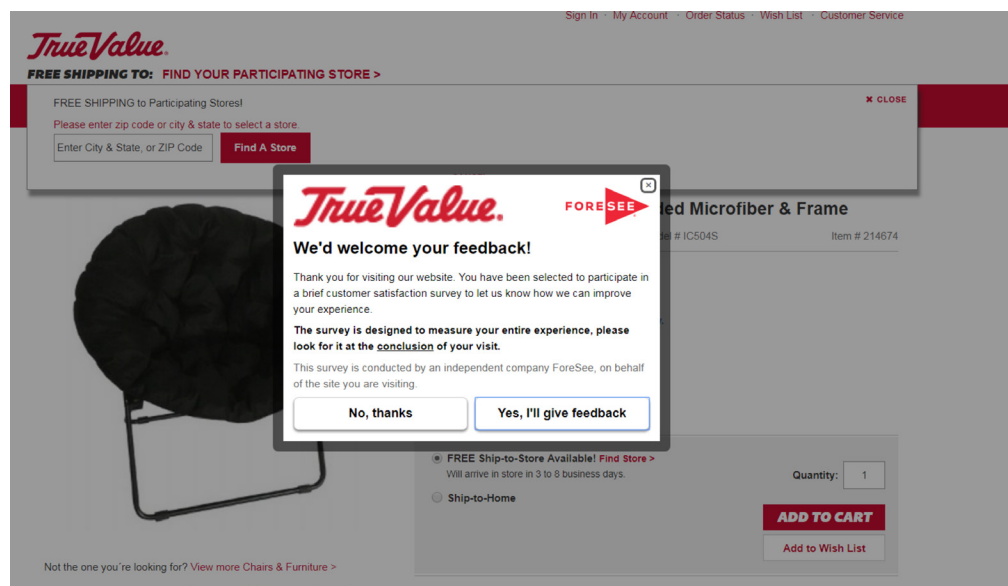 Sign In · My Account · Order Status · Wish List · Customer Service
True Value.
FREE SHIPPING TO: FIND YOUR PARTICIPATING STORE >
FREE SHIPPING to Participating Stores!
✖ CLOSE
Please enter zip code or city & state to select a store.
Enter City & State, or ZIP Code
Find A Store
True Value.
FORESEE
We'd welcome your feedback!
Thank you for visiting our website. You have been selected to participate in
a brief customer satisfaction survey to let us know how we can improve
your experience.
The survey is designed to measure your entire experience, please
look for it at the conclusion of your visit.
This survey is conducted by an independent company ForeSee, on behalf
of the site you are visiting.
No, thanks
Yes, I'll give feedback
Microfiber & Frame
# IC504S
Item # 214674
FREE Ship-to-Store Available! Find Store >
Will arrive in store in 3 to 8 business days.
Ship-to-Home
Quantity: 1
ADD TO CART
Add to Wish List
Not the one you´re looking for? View more Chairs & Furniture >